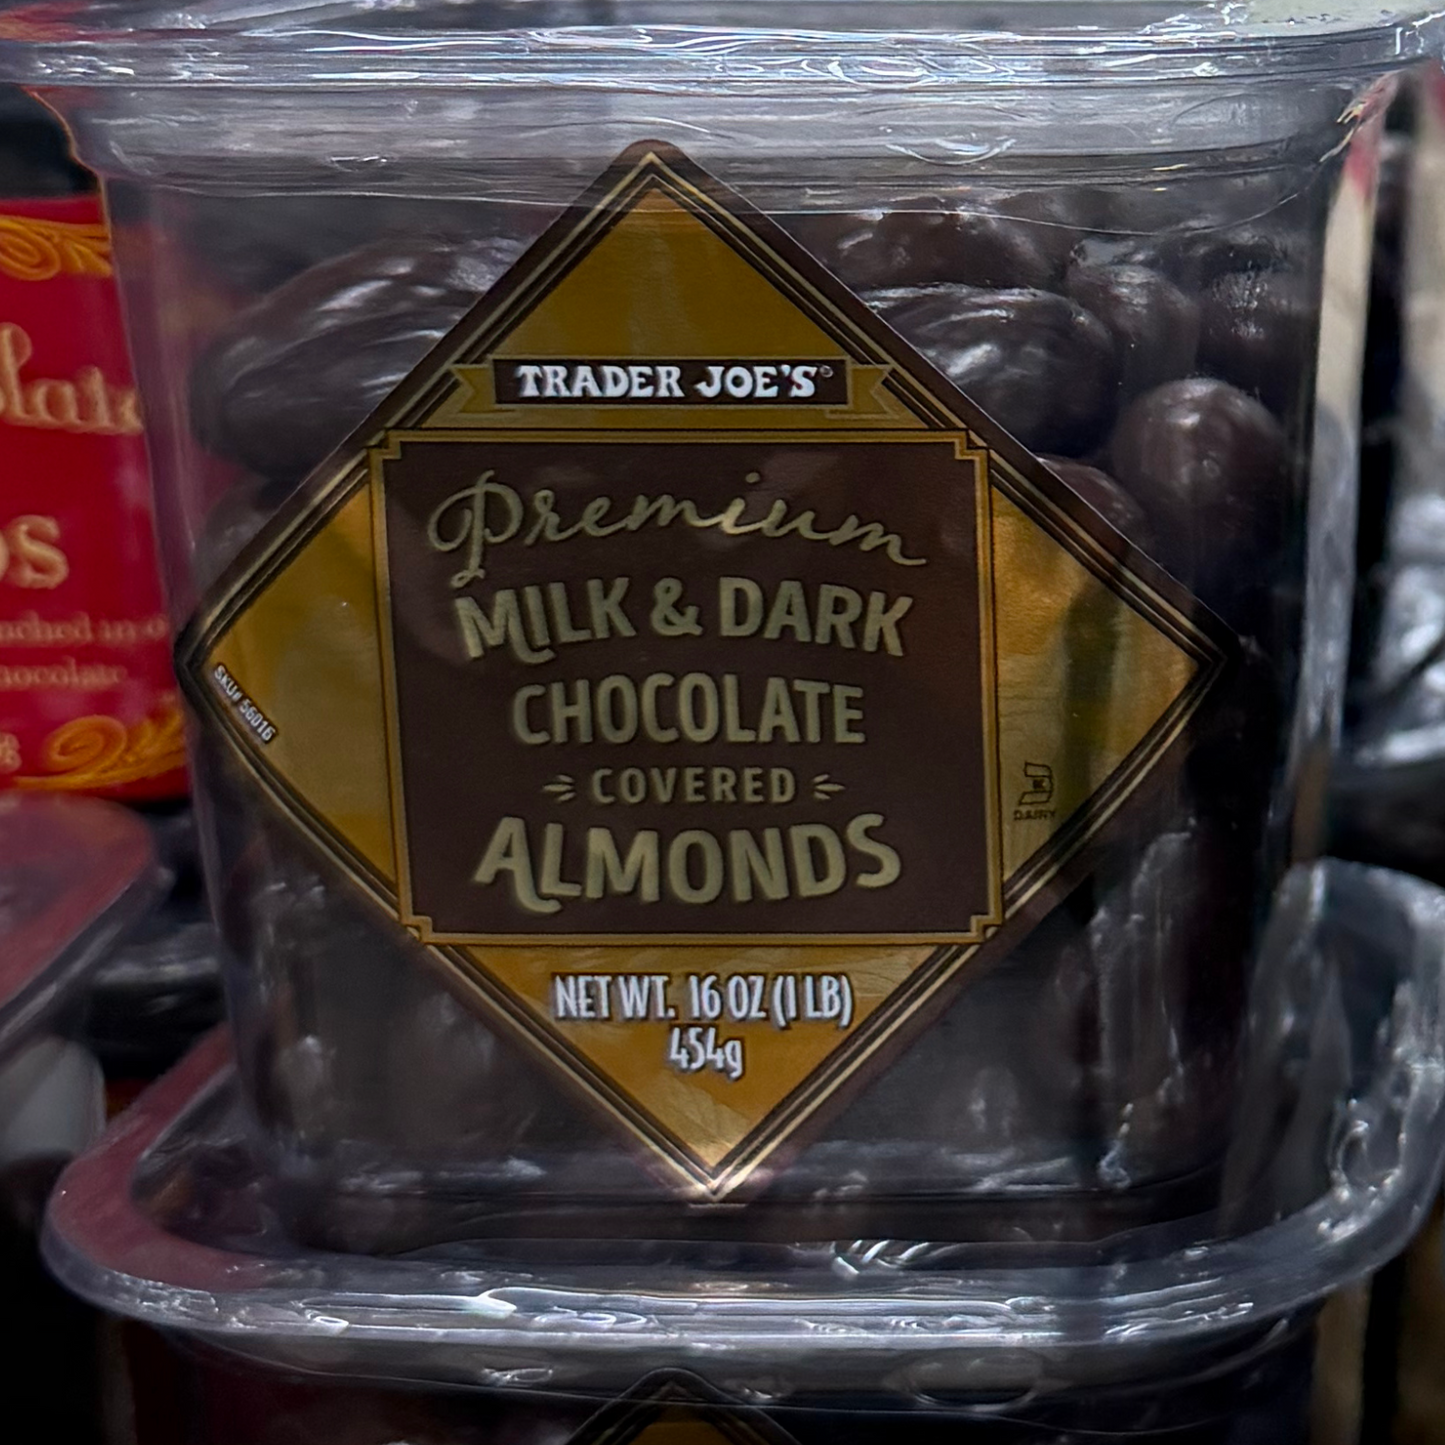 TRADER JOE'S®
Premium
MILK & DARK
CHOCOLATE
COVERED
ALMONDS
NET WT. 16 OZ (1 LB)
454g
SKU# 56016
DAIRY